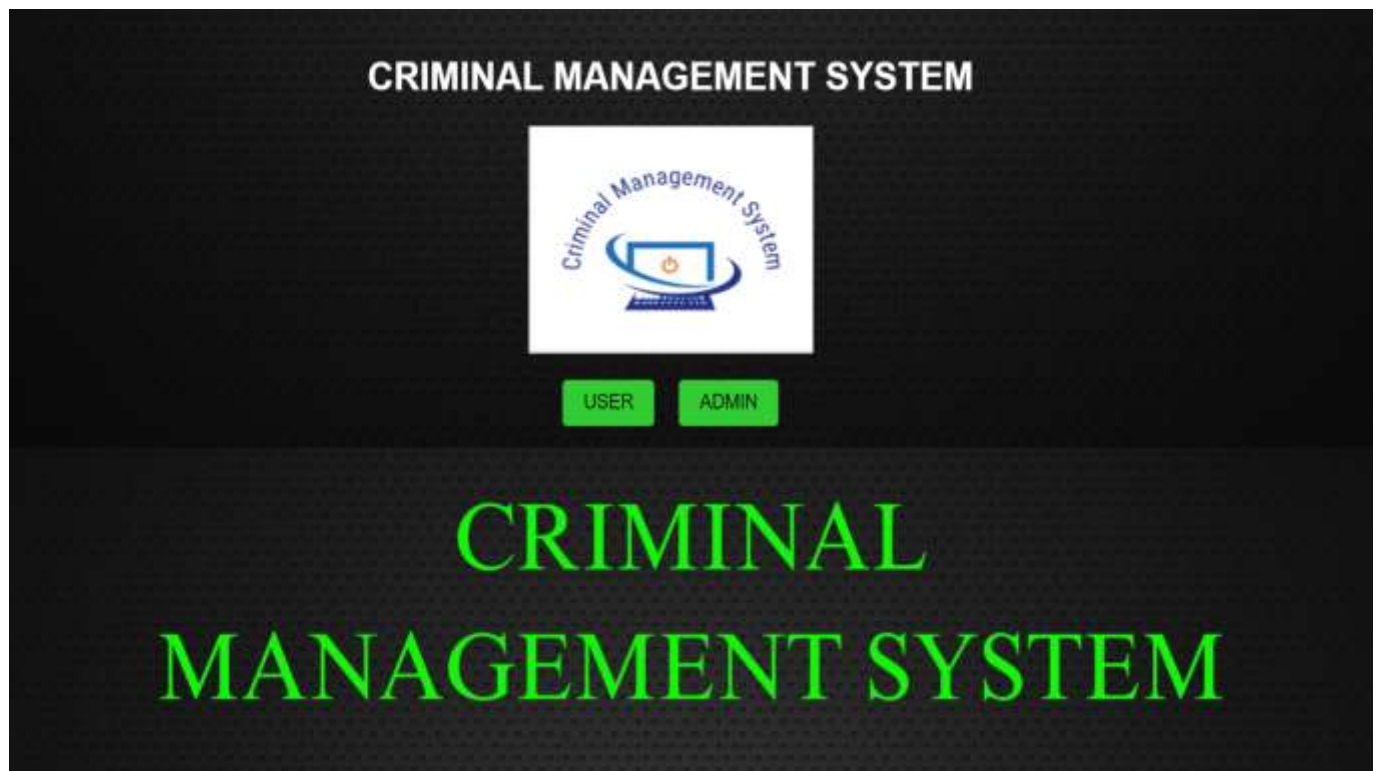 CRIMINAL MANAGEMENT SYSTEM
Criminal Management System
USER ADMIN
CRIMINAL
MANAGEMENT SYSTEM